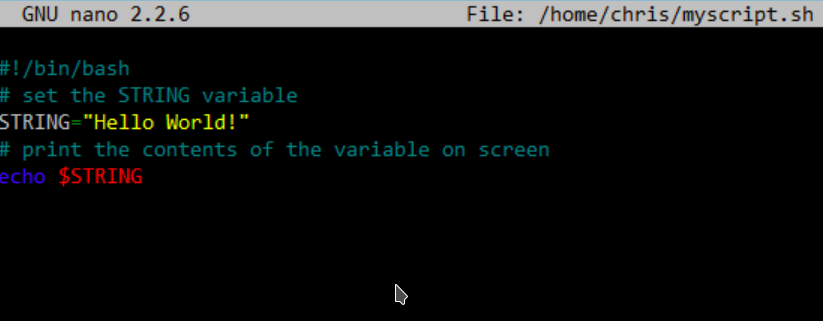 GNU nano 2.2.6 File: /home/chris/myscript.sh
#!/bin/bash
# set the STRING variable
STRING="Hello World!"
# print the contents of the variable on screen
echo $STRING